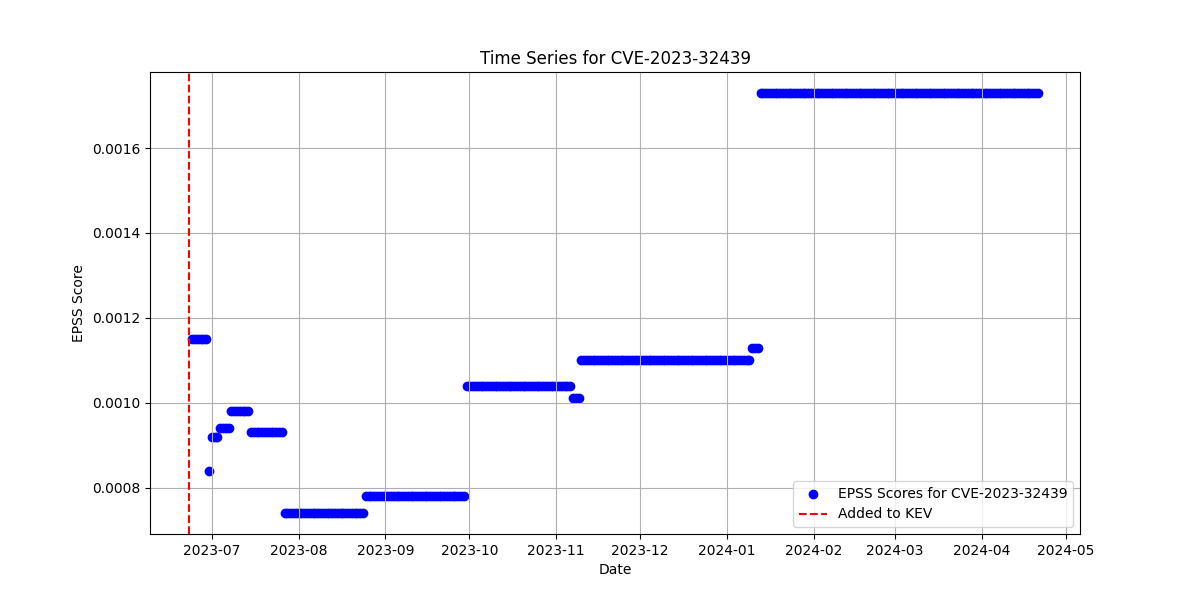 Time Series for CVE-2023-32439
EPSS Score
0.0016
0.0014
0.0012
0.0010
0.0008
EPSS Scores for CVE-2023-32439
Added to KEV
2023-07 2023-08 2023-09 2023-10 2023-11 2023-12 2024-01 2024-02 2024-03 2024-04 2024-05
Date